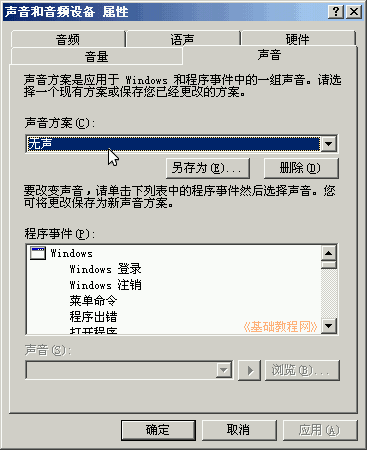 声音和音频设备 属性
音频 语声 硬件
音量 声音
声音方案是应用于 Windows 和程序事件中的一组声音。请选
择一个现有方案或保存您已经更改的方案。
声音方案(C):
无声
另存为(E)... 删除(D)
要改变声音，请单击下列表中的程序事件然后选择声音。您
可将更改保存为新声音方案。
程序事件(P):
Windows
Windows 登录
Windows 注销
菜单命令
程序出错
打开程序
《基础教程网》
声音(S):
浏览(B)...
确定 取消 应用(A)